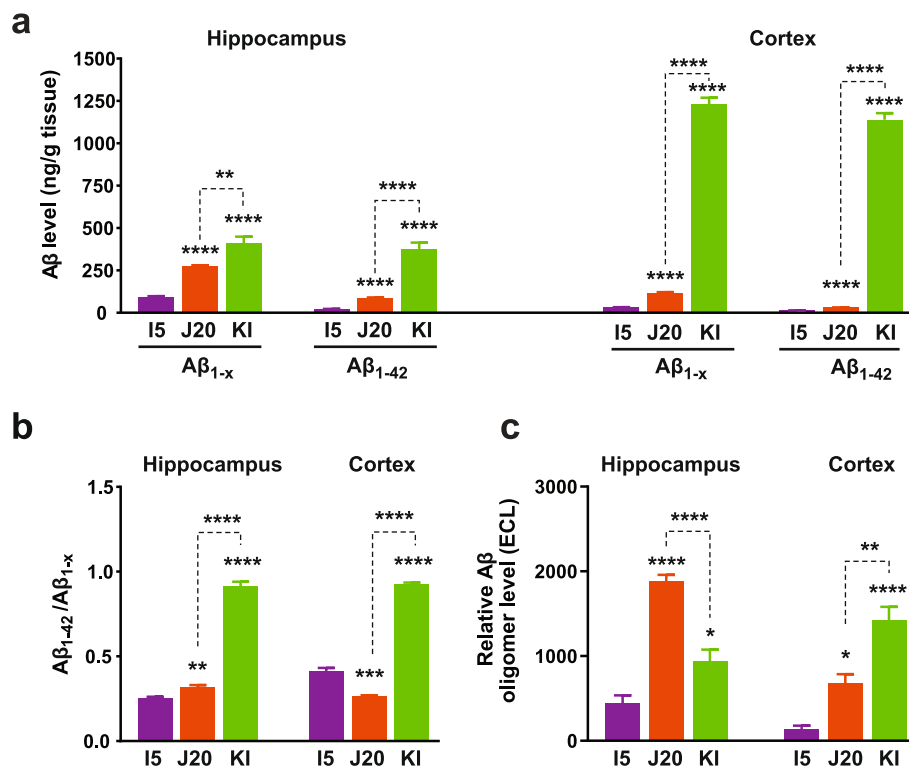 a
Hippocampus
Cortex
Aβ level (ng/g tissue)
1500
1250
1000
750
500
250
0
**
****
****
****
****
****
****
****
****
****
****
****
I5 J20 KI
I5 J20 KI
I5 J20 KI
I5 J20 KI
Aβ1-x
Aβ1-42
Aβ1-x
Aβ1-42
b
Hippocampus
Cortex
Aβ1-42/Aβ1-x
1.5
1.0
0.5
0.0
****
****
****
****
**
***
I5 J20 KI
I5 J20 KI
c
Hippocampus
Cortex
Relative Aβ
oligomer level (ECL)
3000
2000
1000
0
****
****
*
**
****
*
I5 J20 KI
I5 J20 KI